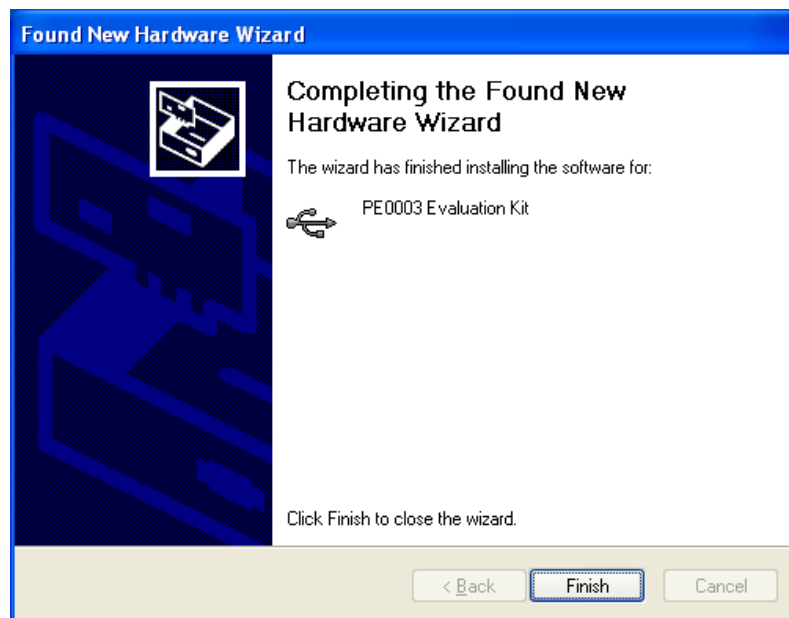 Found New Hardware Wizard
Completing the Found New
Hardware Wizard
The wizard has finished installing the software for:
PE0003 Evaluation Kit
Click Finish to close the wizard.
< Back
Finish
Cancel